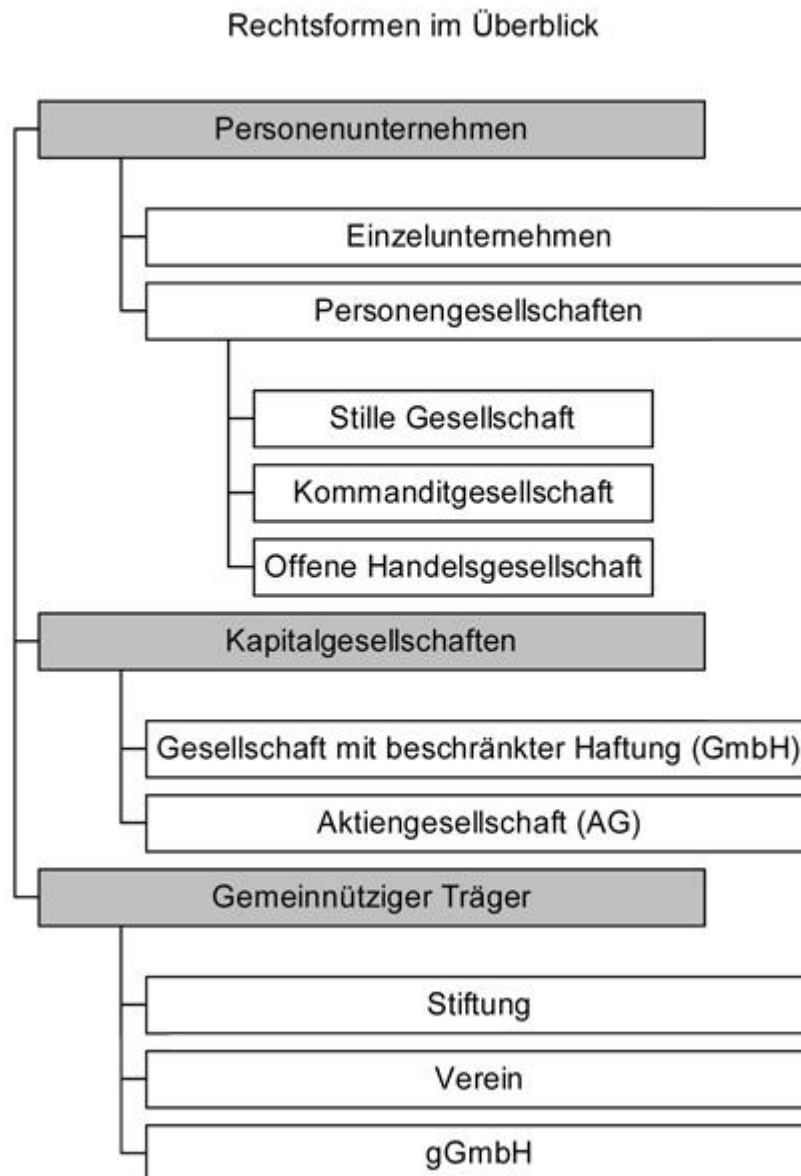 Rechtsformen im Überblick
Personenunternehmen
Einzelunternehmen
Personengesellschaften
Stille Gesellschaft
Kommanditgesellschaft
Offene Handelsgesellschaft
Kapitalgesellschaften
Gesellschaft mit beschränkter Haftung (GmbH)
Aktiengesellschaft (AG)
Gemeinnütziger Träger
Stiftung
Verein
gGmbH